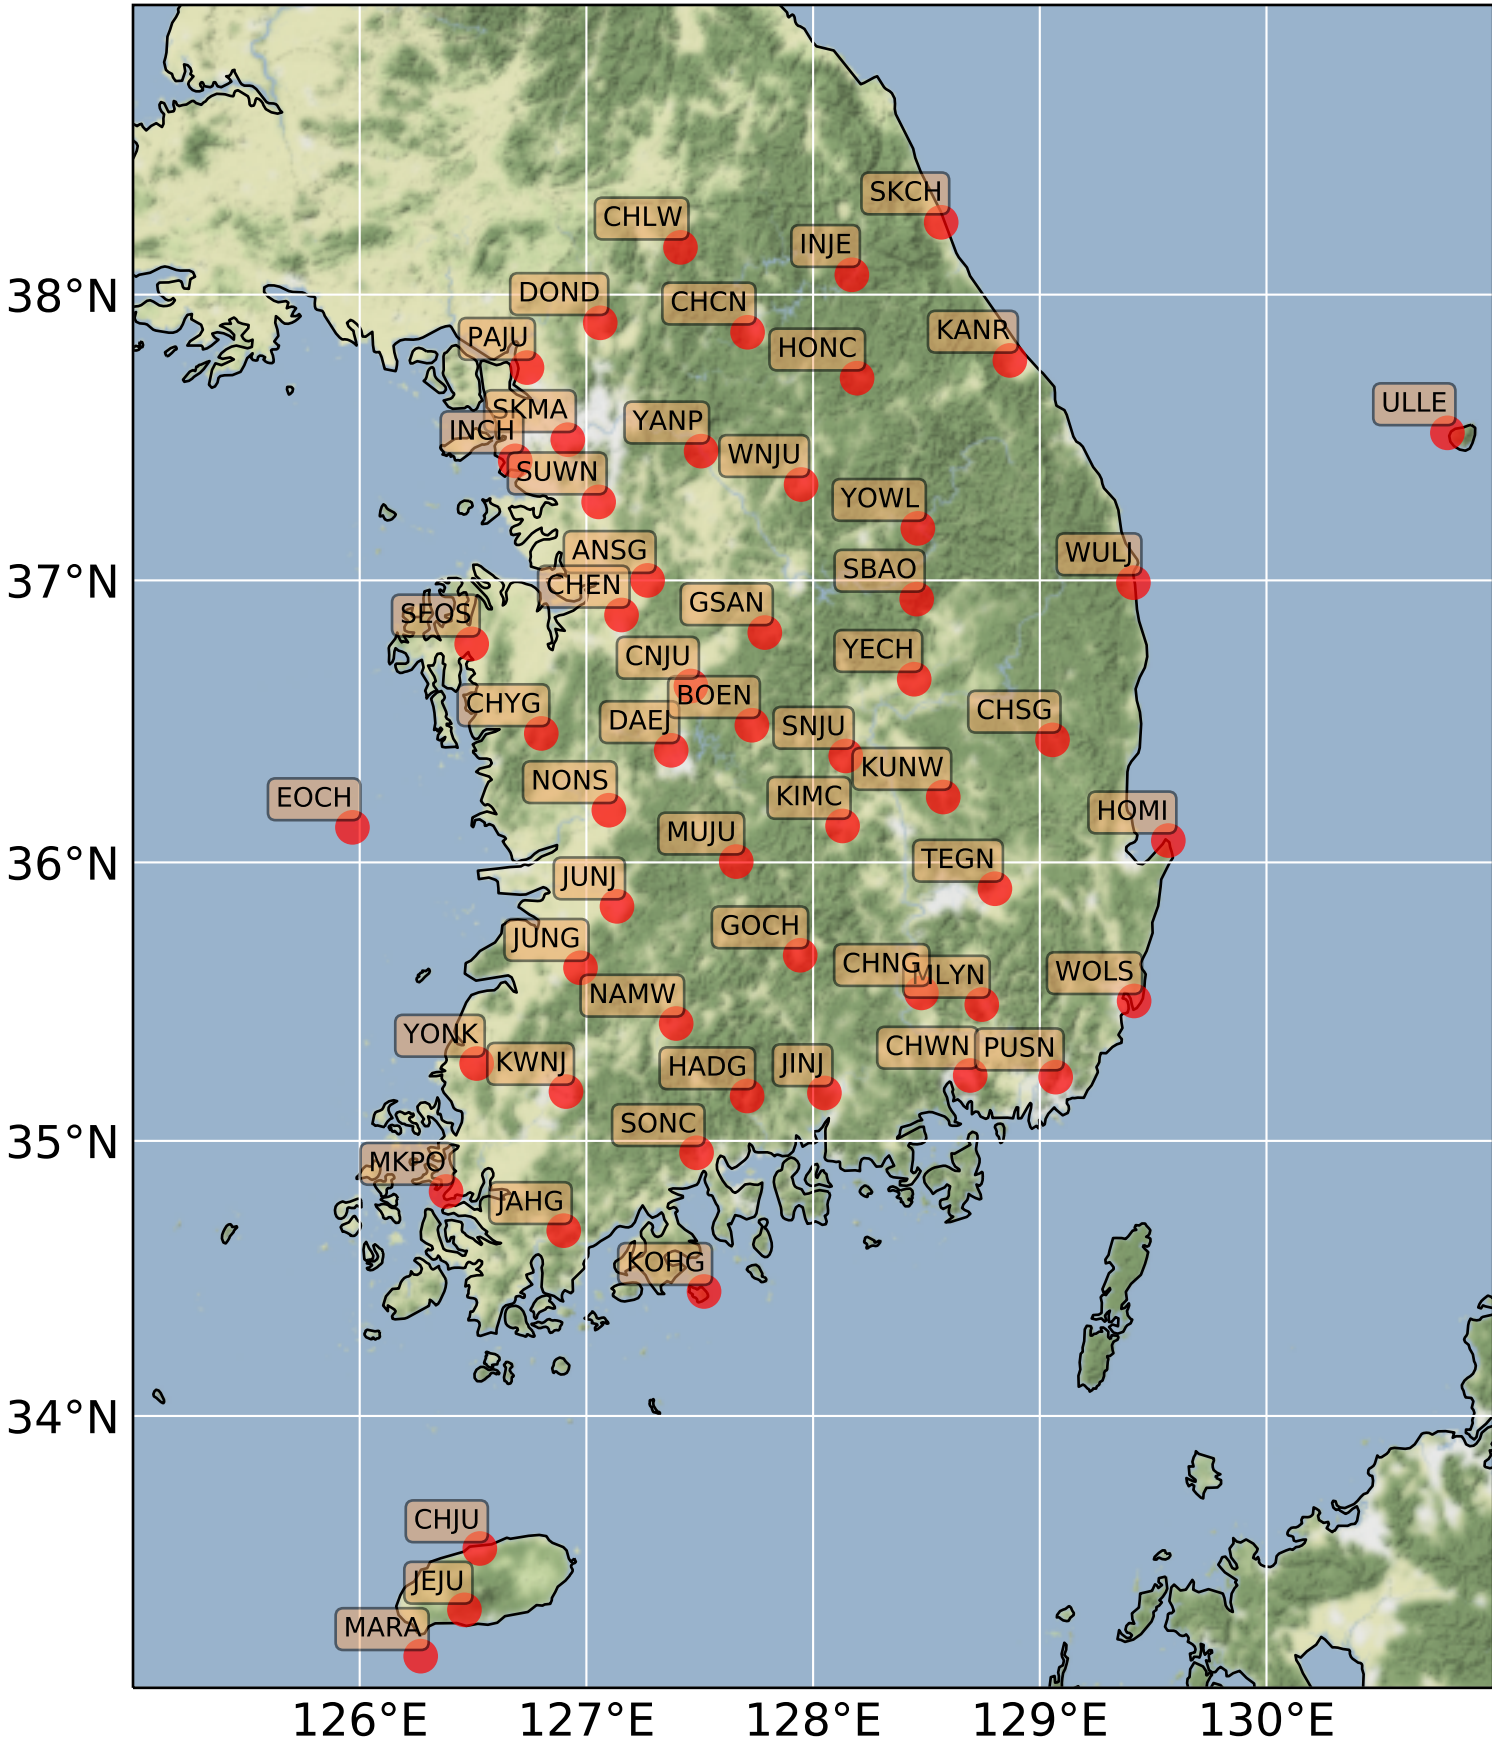 SKCH
CHLW
INJE
38°N
DOND
CHCN
KANR
PAJU
HONC
ULLE
SKMA
YANP
INCH
WNJU
SUWN
YOWL
ANSG
WULJ
37°N
SBAO
CHEN
GSAN
SEOS
YECH
CNJU
BOEN
CHYG
CHSG
DAEJ
SNJU
KUNW
NONS
EOCH
KIMC
HOMI
MUJU
36°N
TEGN
JUNJ
GOCH
JUNG
CHNG
MLYN
WOLS
NAMW
YONK
CHWN
PUSN
KWNJ
HADG
JINJ
SONC
35°N
MKPO
JAHG
KOHG
34°N
CHJU
JEJU
MARA
126°E 127°E 128°E 129°E 130°E